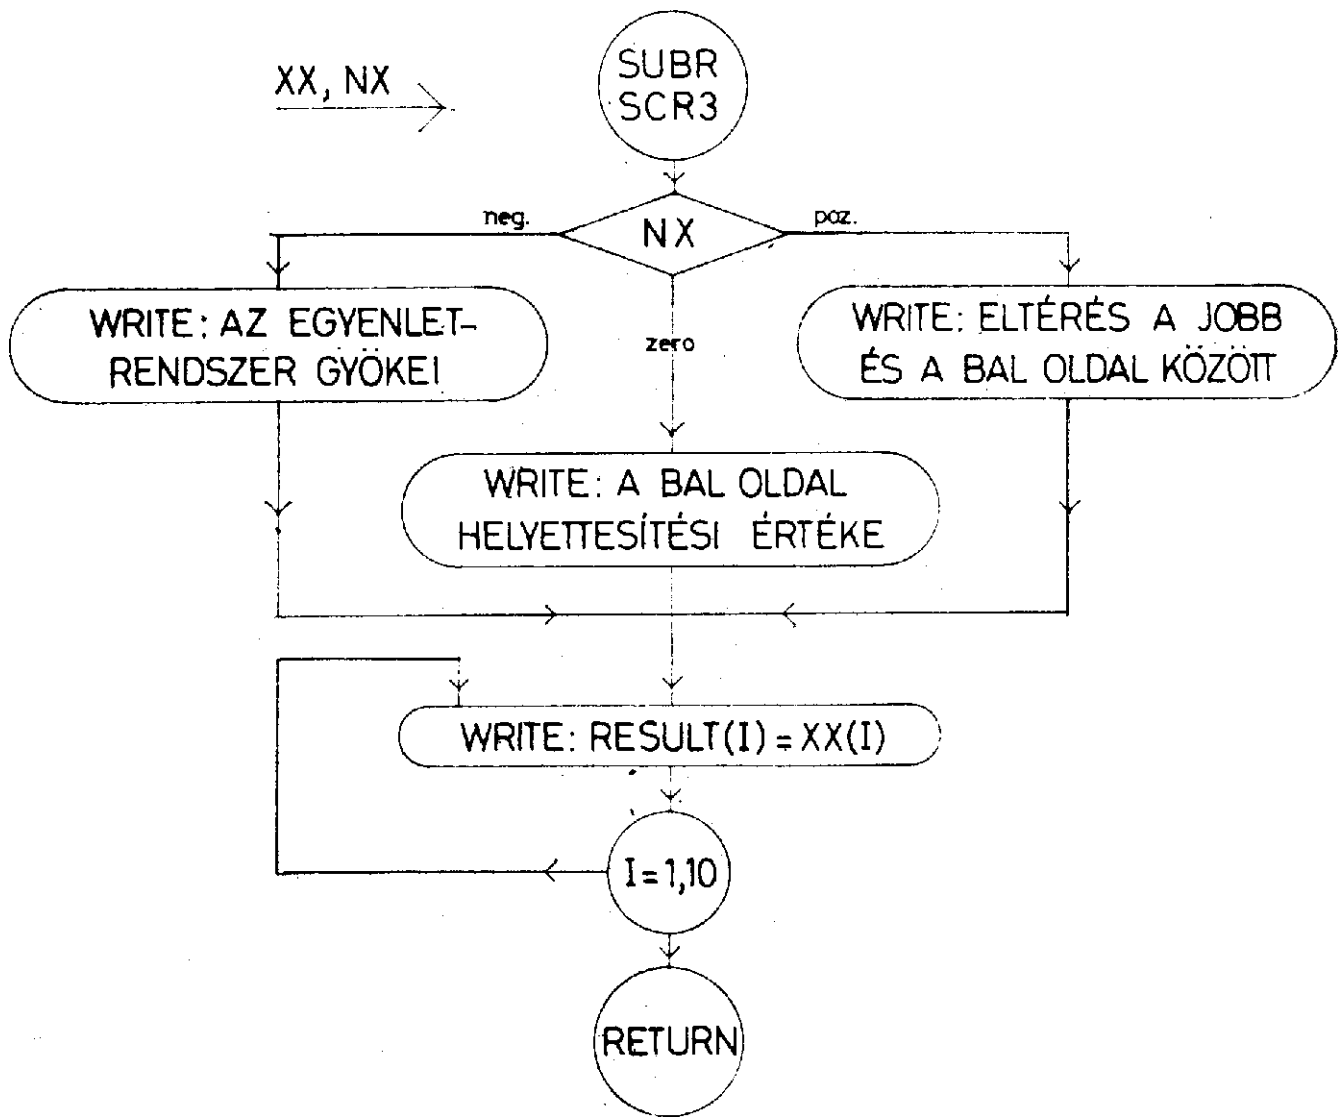 XX, NX
SUBR
SCR3
neg.
NX
poz.
WRITE: AZ EGYENLET-
RENDSZER GYÖKEI
zero
WRITE: ELTÉRÉS A JOBB
ÉS A BAL OLDAL KÖZÖTT
WRITE: A BAL OLDAL
HELYETTESÍTÉSI ÉRTÉKE
WRITE: RESULT(I) = XX(I)
I = 1,10
RETURN